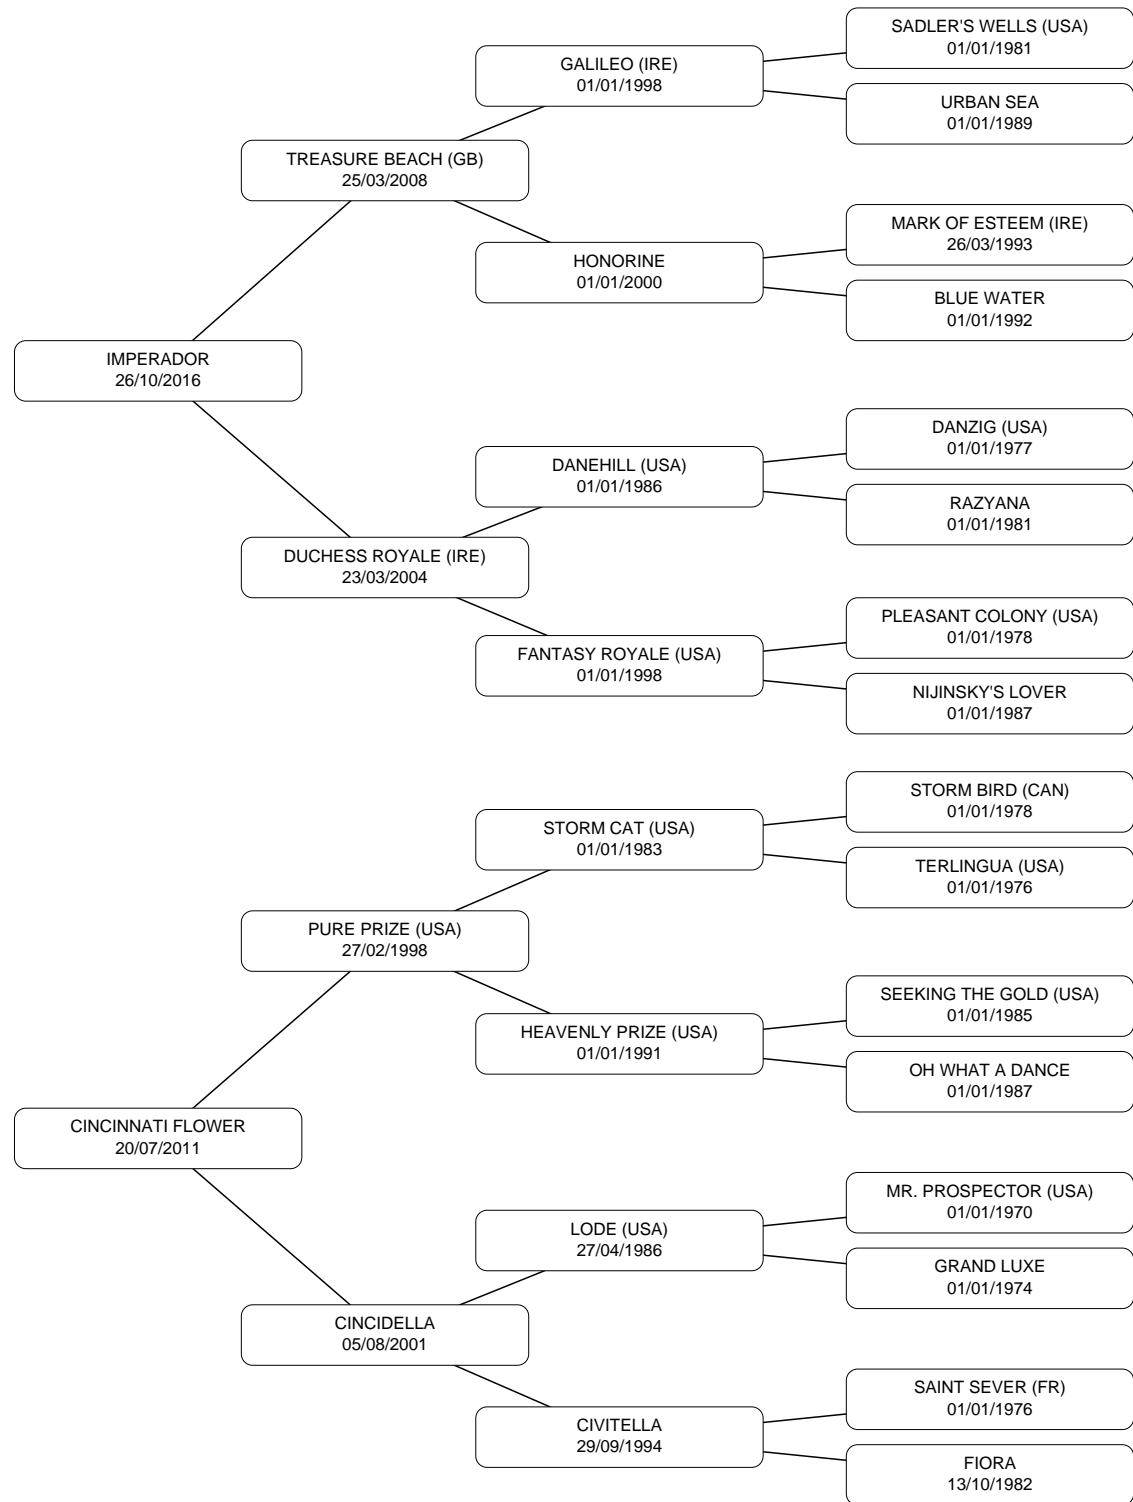 SADLER'S WELLS (USA)
01/01/1981
GALILEO (IRE)
01/01/1998
URBAN SEA
01/01/1989
TREASURE BEACH (GB)
25/03/2008
MARK OF ESTEEM (IRE)
26/03/1993
HONORINE
01/01/2000
BLUE WATER
01/01/1992
IMPERADOR
26/10/2016
DANZIG (USA)
01/01/1977
DANEHILL (USA)
01/01/1986
RAZYANA
01/01/1981
DUCHESS ROYALE (IRE)
23/03/2004
PLEASANT COLONY (USA)
01/01/1978
FANTASY ROYALE (USA)
01/01/1998
NIJINSKY'S LOVER
01/01/1987
STORM BIRD (CAN)
01/01/1978
STORM CAT (USA)
01/01/1983
TERLINGUA (USA)
01/01/1976
PURE PRIZE (USA)
27/02/1998
SEEKING THE GOLD (USA)
01/01/1985
HEAVENLY PRIZE (USA)
01/01/1991
OH WHAT A DANCE
01/01/1987
CINCINNATI FLOWER
20/07/2011
MR. PROSPECTOR (USA)
01/01/1970
LODE (USA)
27/04/1986
GRAND LUXE
01/01/1974
CINCIDELLA
05/08/2001
SAINT SEVER (FR)
01/01/1976
CIVITELLA
29/09/1994
FIORA
13/10/1982